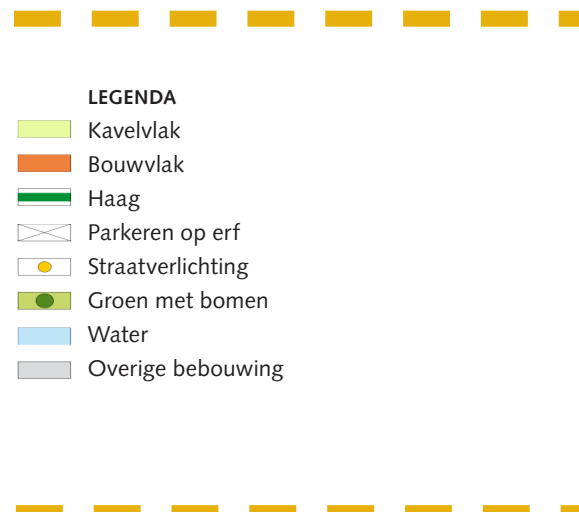 LEGENDA
Kavelvlak
Bouwvlak
Haag
Parkeren op erf
Straatverlichting
Groen met bomen
Water
Overige bebouwing